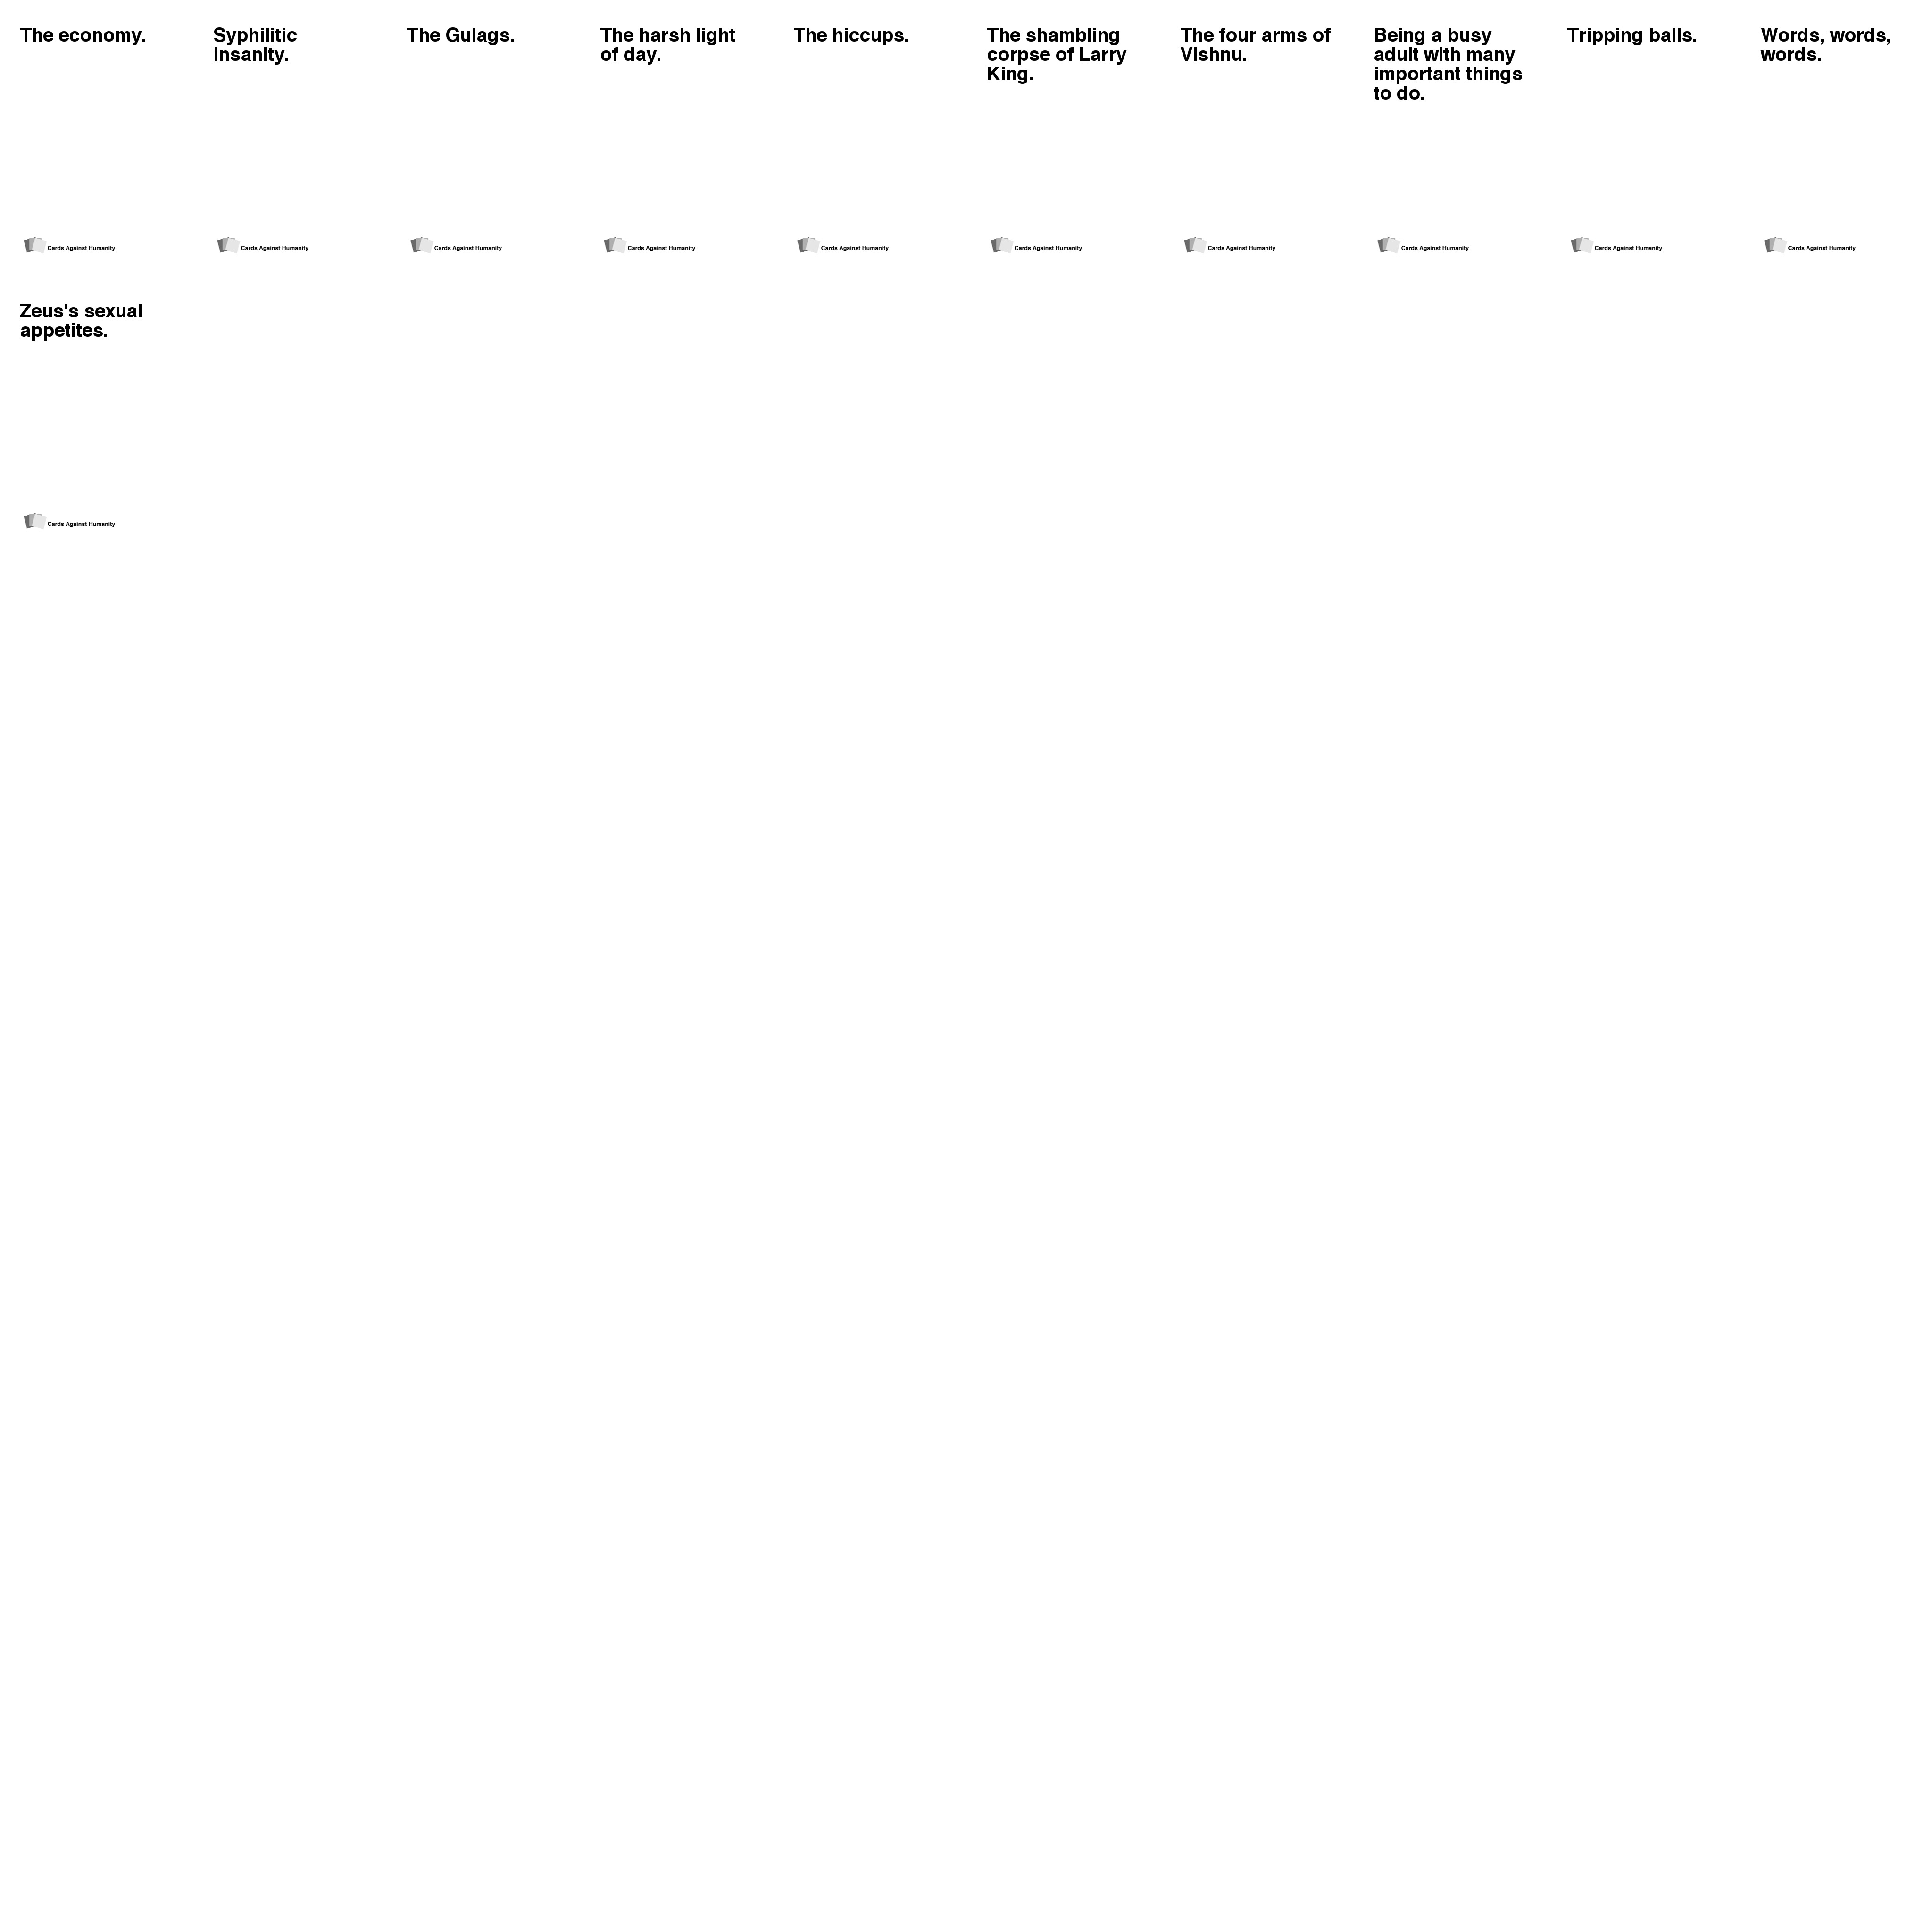 The economy.
Syphilitic
insanity.
The Gulags.
The harsh light
of day.
The hiccups.
The shambling
corpse of Larry
King.
The four arms of
Vishnu.
Being a busy
adult with many
important things
to do.
Tripping balls.
Words, words,
words.
Cards Against Humanity
Cards Against Humanity
Cards Against Humanity
Cards Against Humanity
Cards Against Humanity
Cards Against Humanity
Cards Against Humanity
Cards Against Humanity
Cards Against Humanity
Cards Against Humanity
Zeus's sexual
appetites.
Cards Against Humanity